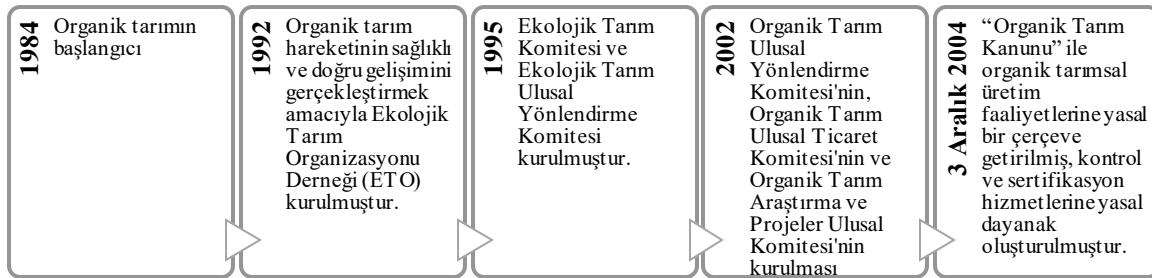 1984
Organik tarımın
başlangıcı
1992
Organik tarım
hareketinin sağlıklı
ve doğru gelişimini
gerçekleştirmek
amacıyla Ekolojik
Tarım
Organizasyonu
Derneği (ETO)
kurulmuştur.
1995
Ekolojik Tarım
Komitesi ve
Ekolojik Tarım
Ulusal
Yönlendirme
Komitesi
kurulmuştur.
2002
Organik Tarım
Ulusal
Yönlendirme
Komitesi'nin,
Organik Tarım
Ulusal Ticaret
Komitesi'nin ve
Organik Tarım
Araştırma ve
Projeler Ulusal
Komitesi'nin
kurulması
3 Aralık 2004
“Organik Tarım
Kanunu” ile
organik tarımsal
üretim
faaliyetlerine yasal
bir çerçeve
getirilmiş, kontrol
ve sertifikasyon
hizmetlerine yasal
dayanak
oluşturulmuştur.